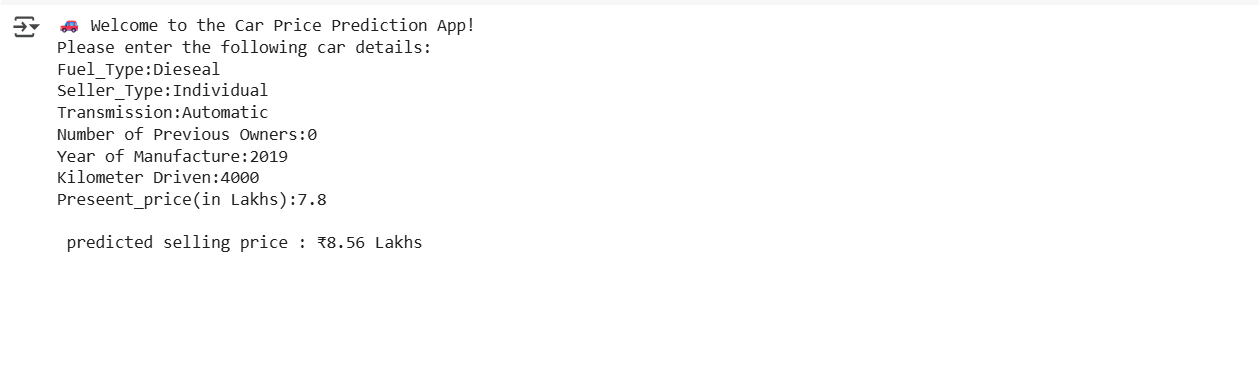 🚗 Welcome to the Car Price Prediction App!
Please enter the following car details:
Fuel_Type:Dieseal
Seller_Type:Individual
Transmission:Automatic
Number of Previous Owners:0
Year of Manufacture:2019
Kilometer Driven:4000
Preseent_price(in Lakhs):7.8
predicted selling price : ₹8.56 Lakhs